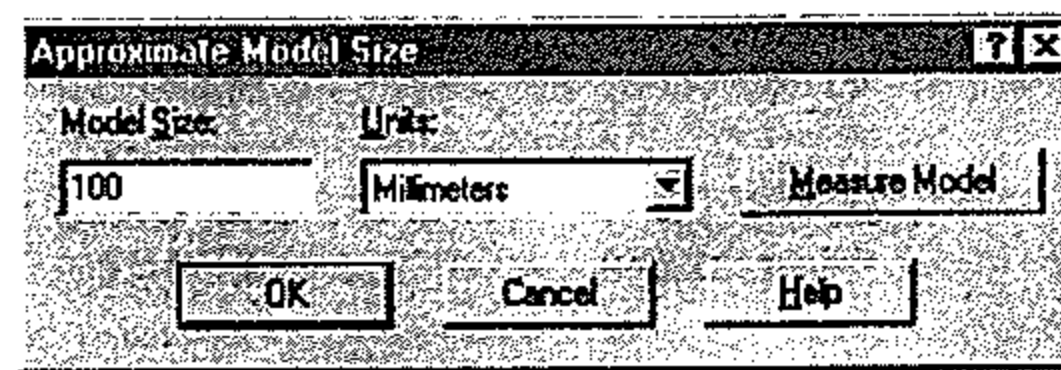 Approximate Model Size
Model Size: Units:
100 Millimeters Measure Model
OK Cancel Help